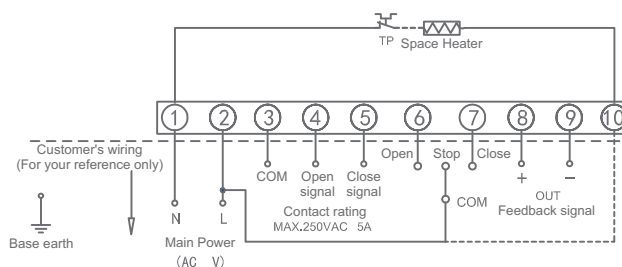 TP Space Heater
1 2 3 4 5 6 7 8 9 10
Customer's wiring
(For your reference only)
COM
Open
signal
Close
signal
Open
Stop
Close
+ −
COM
OUT
Feedback signal
Contact rating
MAX.250VAC 5A
N L
Main Power
(AC V)
Base earth